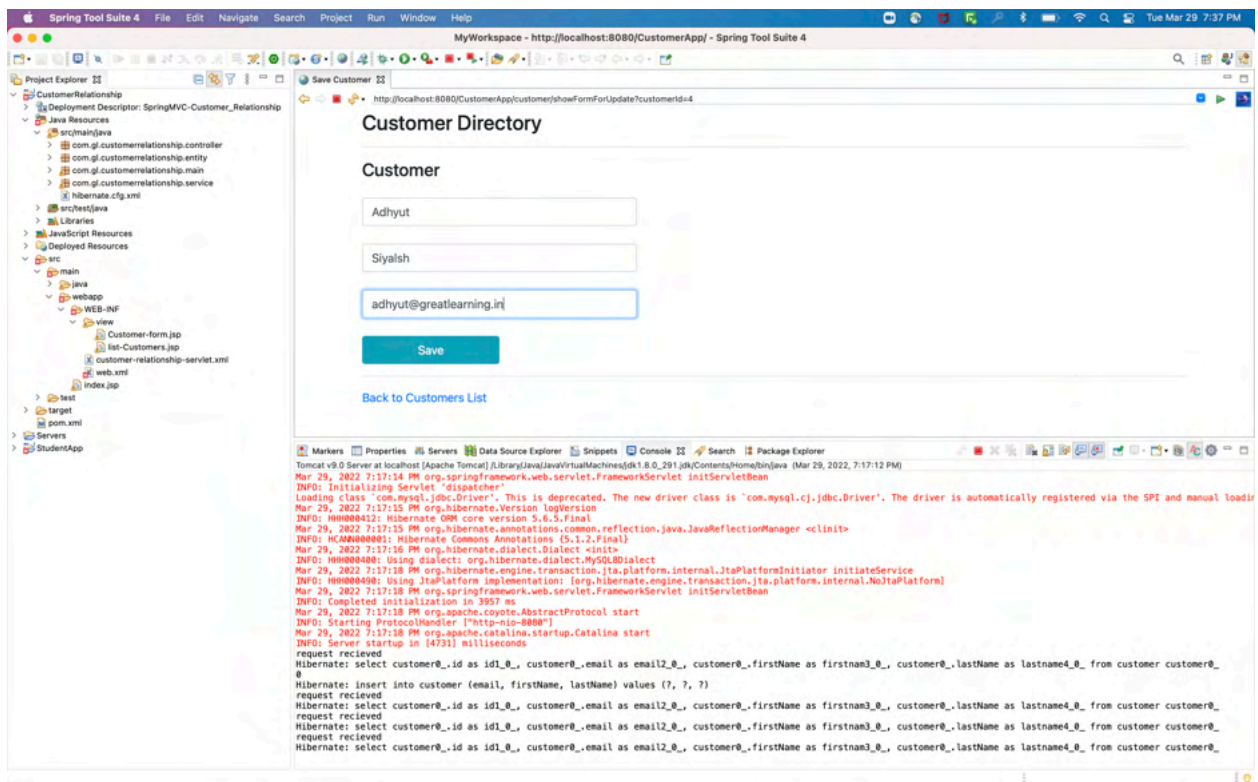 Spring Tool Suite 4 File Edit Navigate Search Project Run Window Help Tue Mar 29 7:37 PM
MyWorkspace - http://localhost:8080/CustomerApp/ - Spring Tool Suite 4
Project Explorer
CustomerRelationship
Deployment Descriptor: SpringMVC-Customer_Relationship
Java Resources
src/main/java
com.gl.customerrelationship.controller
com.gl.customerrelationship.entity
com.gl.customerrelationship.main
com.gl.customerrelationship.service
hibernate.cfg.xml
src/test/java
Libraries
JavaScript Resources
Deployed Resources
src
main
java
webapp
WEB-INF
view
Customer-form.jsp
list-Customers.jsp
customer-relationship-servlet.xml
web.xml
index.jsp
test
target
pom.xml
Servers
StudentApp
Save Customer
http://localhost:8080/CustomerApp/customer/showFormForUpdate?customerId=4
Customer Directory
Customer
Adhyut
Siyalsh
adhyut@greatlearning.in
Save
Back to Customers List
Markers Properties Servers Data Source Explorer Snippets Console Search Package Explorer
Tomcat v9.0 Server at localhost [Apache Tomcat] /Library/Java/JavaVirtualMachines/jdk1.8.0_291.jdk/Contents/Home/bin/java (Mar 29, 2022, 7:17:12 PM)
Mar 29, 2022 7:17:14 PM org.springframework.web.servlet.FrameworkServlet initServletBean
INFO: Initializing Servlet 'dispatcher'
Loading class `com.mysql.jdbc.Driver'. This is deprecated. The new driver class is `com.mysql.cj.jdbc.Driver'. The driver is automatically registered via the SPI and manual loadin
Mar 29, 2022 7:17:15 PM org.hibernate.Version logVersion
INFO: HHH000412: Hibernate ORM core version 5.6.5.Final
Mar 29, 2022 7:17:15 PM org.hibernate.annotations.common.reflection.java.JavaReflectionManager <clinit>
INFO: HCANN000001: Hibernate Commons Annotations {5.1.2.Final}
Mar 29, 2022 7:17:16 PM org.hibernate.dialect.Dialect <init>
INFO: HHH000400: Using dialect: org.hibernate.dialect.MySQL8Dialect
Mar 29, 2022 7:17:18 PM org.hibernate.engine.transaction.jta.platform.internal.JtaPlatformInitiator initiateService
INFO: HHH000490: Using JtaPlatform implementation: [org.hibernate.engine.transaction.jta.platform.internal.NoJtaPlatform]
Mar 29, 2022 7:17:18 PM org.springframework.web.servlet.FrameworkServlet initServletBean
INFO: Completed initialization in 3957 ms
Mar 29, 2022 7:17:18 PM org.apache.coyote.AbstractProtocol start
INFO: Starting ProtocolHandler ["http-nio-8080"]
Mar 29, 2022 7:17:18 PM org.apache.catalina.startup.Catalina start
INFO: Server startup in [4731] milliseconds
request recieved
Hibernate: select customer0_.id as id1_0_, customer0_.email as email2_0_, customer0_.firstName as firstnam3_0_, customer0_.lastName as lastname4_0_ from customer customer0_
0
Hibernate: insert into customer (email, firstName, lastName) values (?, ?, ?)
request recieved
Hibernate: select customer0_.id as id1_0_, customer0_.email as email2_0_, customer0_.firstName as firstnam3_0_, customer0_.lastName as lastname4_0_ from customer customer0_
request recieved
Hibernate: select customer0_.id as id1_0_, customer0_.email as email2_0_, customer0_.firstName as firstnam3_0_, customer0_.lastName as lastname4_0_ from customer customer0_
request recieved
Hibernate: select customer0_.id as id1_0_, customer0_.email as email2_0_, customer0_.firstName as firstnam3_0_, customer0_.lastName as lastname4_0_ from customer customer0_